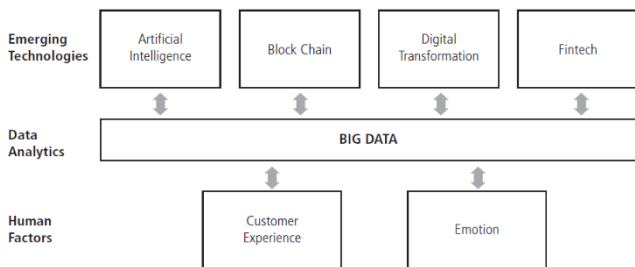 Emerging
Technologies
Artificial
Intelligence
Block Chain
Digital
Transformation
Fintech
Data
Analytics
BIG DATA
Human
Factors
Customer
Experience
Emotion